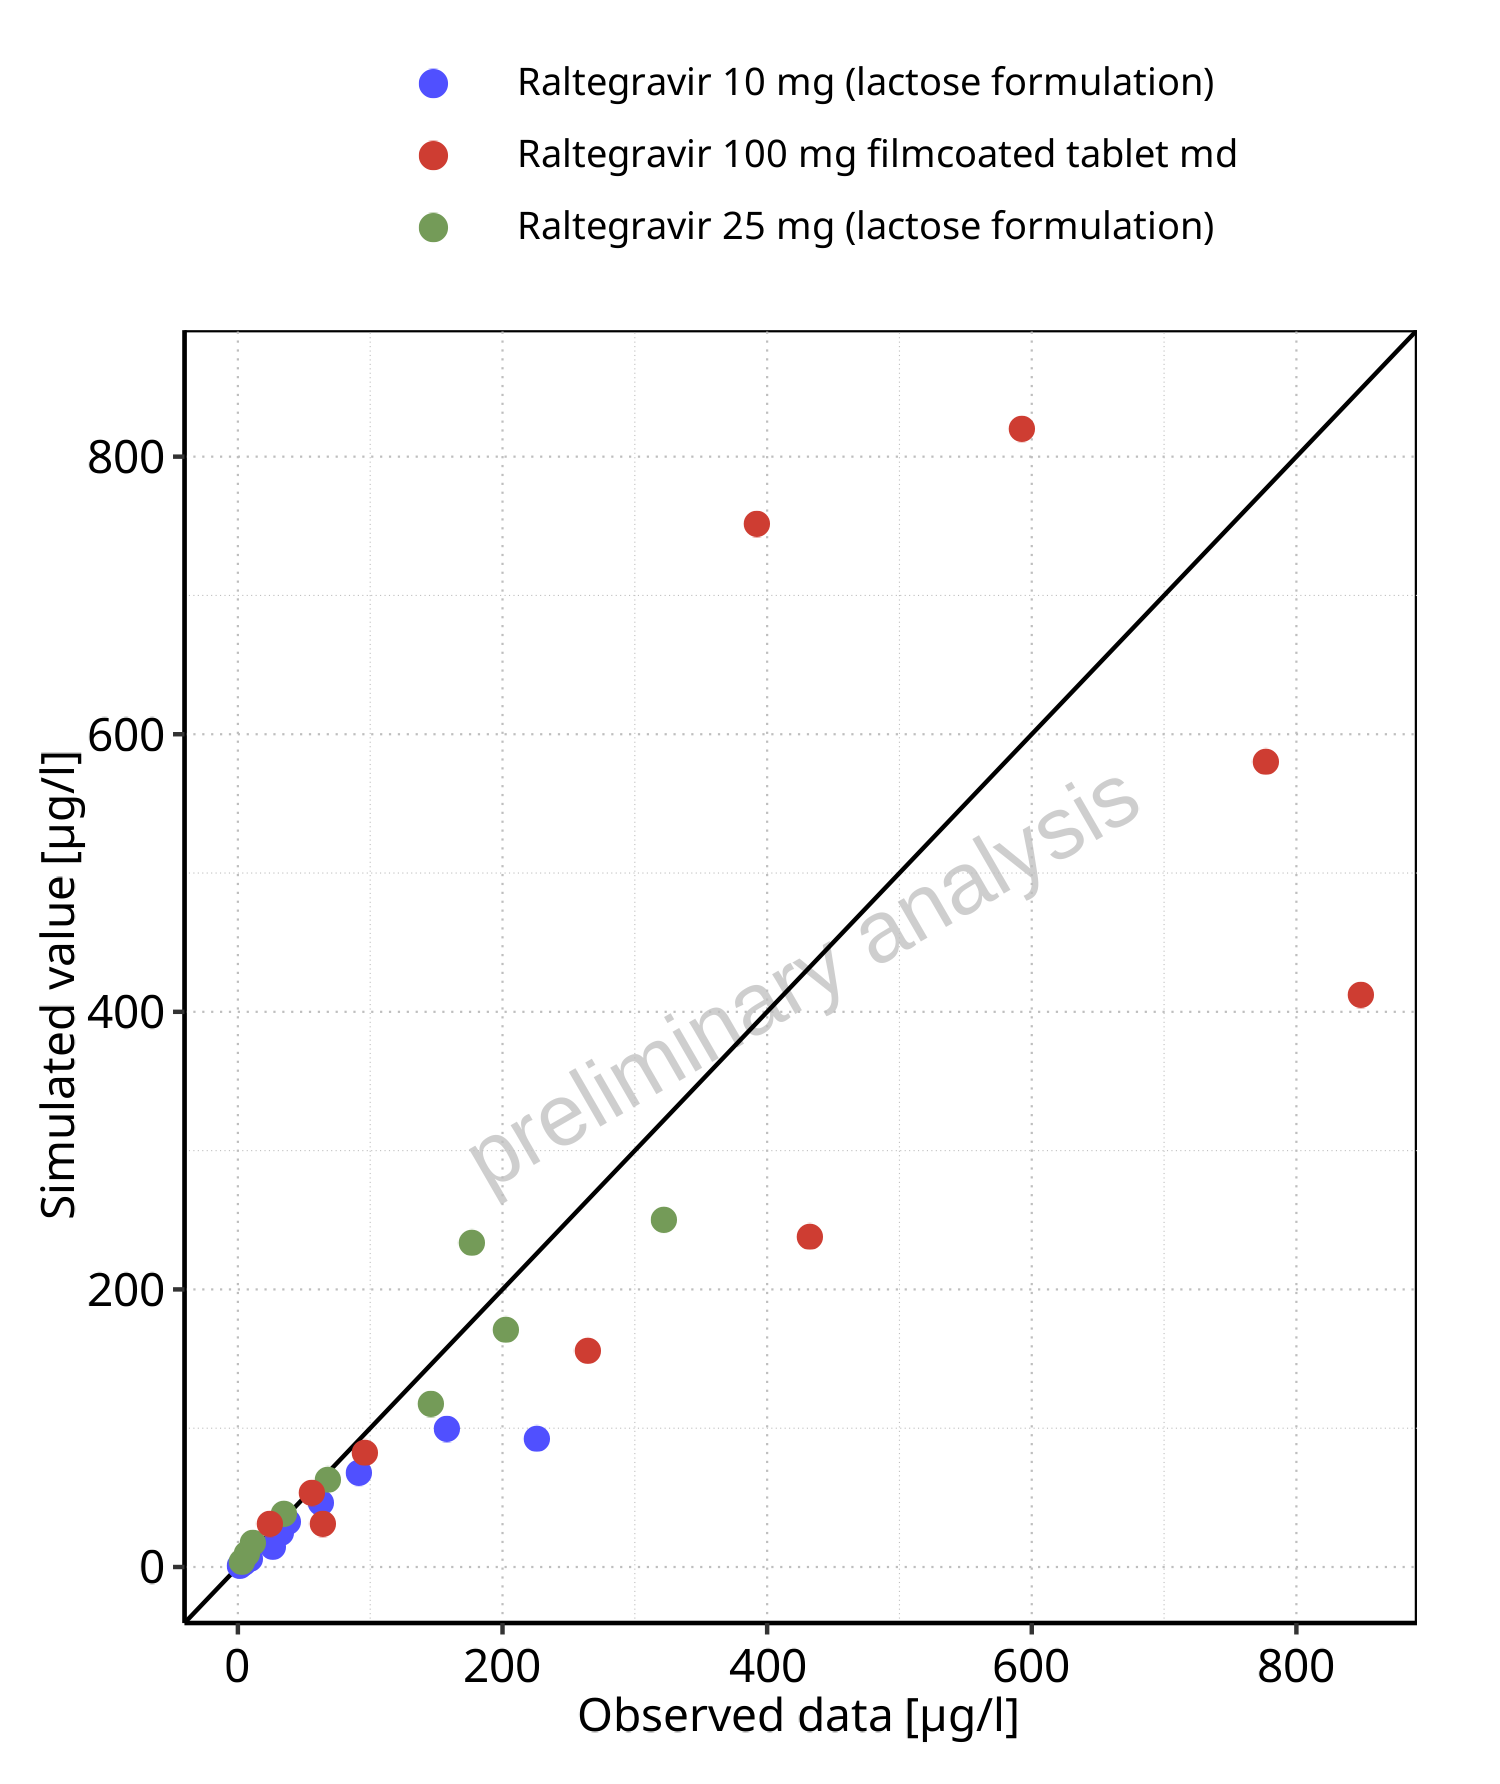 Raltegravir 10 mg (lactose formulation)
Raltegravir 100 mg filmcoated tablet md
Raltegravir 25 mg (lactose formulation)
800
600
400
200
0
Simulated value [µg/l]
preliminary analysis
0 200 400 600 800
Observed data [µg/l]